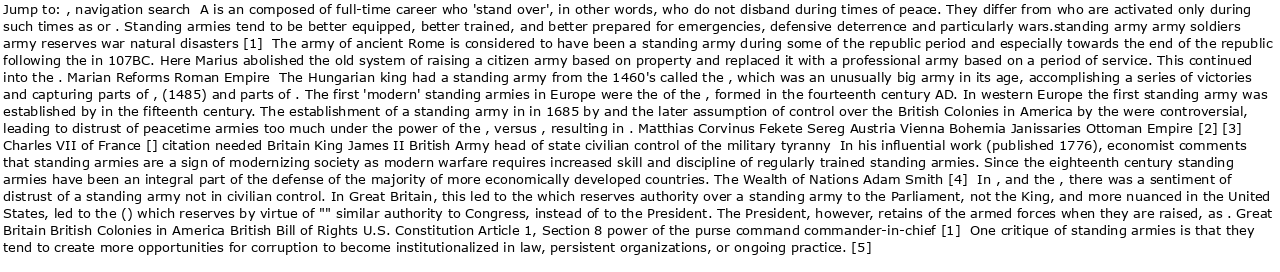 Jump to: , navigation search  A is an composed of full-time career who 'stand over', in other words, who do not disband during times of peace. They differ from who are activated only during
such times as or . Standing armies tend to be better equipped, better trained, and better prepared for emergencies, defensive deterrence and particularly wars.standing army army soldiers
army reserves war natural disasters [1]  The army of ancient Rome is considered to have been a standing army during some of the republic period and especially towards the end of the republic
following the in 107BC. Here Marius abolished the old system of raising a citizen army based on property and replaced it with a professional army based on a period of service. This continued
into the . Marian Reforms Roman Empire  The Hungarian king had a standing army from the 1460's called the , which was an unusually big army in its age, accomplishing a series of victories
and capturing parts of , (1485) and parts of . The first 'modern' standing armies in Europe were the of the , formed in the fourteenth century AD. In western Europe the first standing army was
established by in the fifteenth century. The establishment of a standing army in in 1685 by and the later assumption of control over the British Colonies in America by the were controversial,
leading to distrust of peacetime armies too much under the power of the , versus , resulting in . Matthias Corvinus Fekete Sereg Austria Vienna Bohemia Janissaries Ottoman Empire [2] [3]
Charles VII of France [] citation needed Britain King James II British Army head of state civilian control of the military tyranny  In his influential work (published 1776), economist comments
that standing armies are a sign of modernizing society as modern warfare requires increased skill and discipline of regularly trained standing armies. Since the eighteenth century standing
armies have been an integral part of the defense of the majority of more economically developed countries. The Wealth of Nations Adam Smith [4]  In , and the , there was a sentiment of
distrust of a standing army not in civilian control. In Great Britain, this led to the which reserves authority over a standing army to the Parliament, not the King, and more nuanced in the United
States, led to the () which reserves by virtue of "" similar authority to Congress, instead of to the President. The President, however, retains of the armed forces when they are raised, as . Great
Britain British Colonies in America British Bill of Rights U.S. Constitution Article 1, Section 8 power of the purse command commander-in-chief [1]  One critique of standing armies is that they
tend to create more opportunities for corruption to become institutionalized in law, persistent organizations, or ongoing practice. [5]